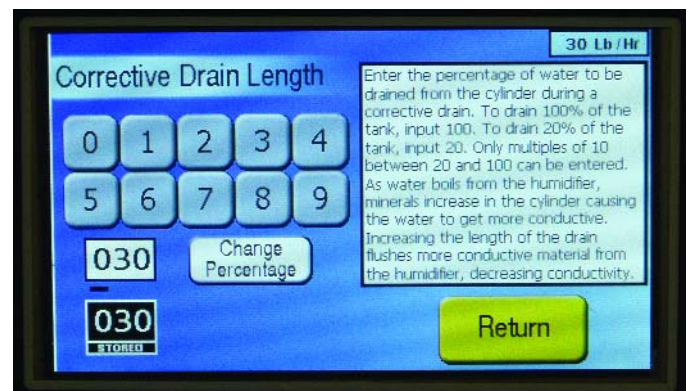 30 Lb/Hr
Corrective Drain Length
Enter the percentage of water to be
drained from the cylinder during a
corrective drain. To drain 100% of the
tank, input 100. To drain 20% of the
tank, input 20. Only multiples of 10
between 20 and 100 can be entered.
As water boils from the humidifier,
minerals increase in the cylinder causing
the water to get more conductive.
Increasing the length of the drain
flushes more conductive material from
the humidifier, decreasing conductivity.
0 1 2 3 4
5 6 7 8 9
030
Change
Percentage
030
STORED
Return